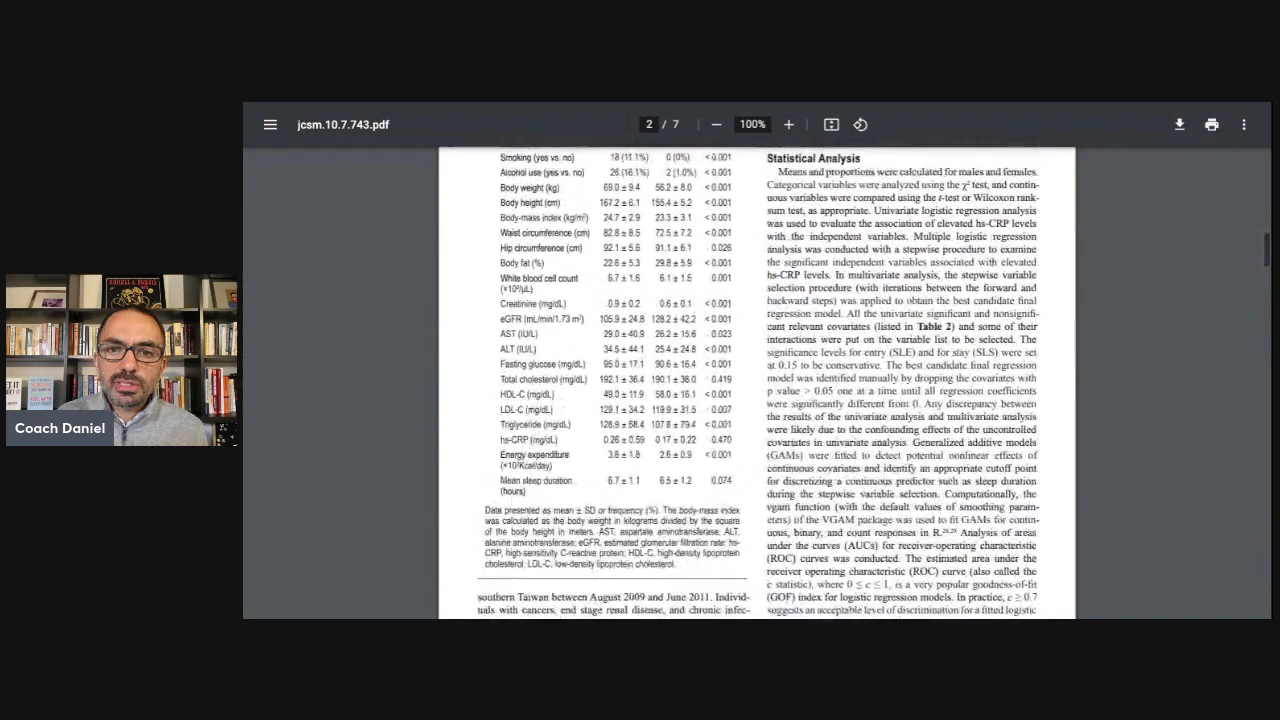 jcsm.10.7.743.pdf
2 / 7
100%
Smoking (yes vs. no) 18 (11.1%) 0 (0%) < 0.001
Alcohol use (yes vs. no) 26 (16.1%) 2 (1.0%) < 0.001
Body weight (kg) 69.0 ± 9.4 56.2 ± 8.0 < 0.001
Body height (cm) 167.2 ± 6.1 155.4 ± 5.2 < 0.001
Body-mass index (kg/m²) 24.7 ± 2.9 23.3 ± 3.1 < 0.001
Waist circumference (cm) 82.8 ± 8.5 72.5 ± 7.2 < 0.001
Hip circumference (cm) 92.1 ± 5.6 91.1 ± 6.1 0.026
Body fat (%) 22.6 ± 5.3 29.8 ± 5.9 < 0.001
White blood cell count 6.7 ± 1.6 6.1 ± 1.5 0.001
(×10³/μL)
Creatinine (mg/dL) 0.9 ± 0.2 0.6 ± 0.1 < 0.001
eGFR (mL/min/1.73 m²) 105.9 ± 24.8 128.2 ± 42.2 < 0.001
AST (IU/L) 29.0 ± 40.9 26.2 ± 15.6 0.023
ALT (IU/L) 34.5 ± 44.1 25.4 ± 24.8 < 0.001
Fasting glucose (mg/dL) 95.0 ± 17.1 90.6 ± 16.4 < 0.001
Total cholesterol (mg/dL) 192.1 ± 36.4 190.1 ± 36.0 0.419
HDL-C (mg/dL) 49.0 ± 11.9 58.0 ± 16.1 < 0.001
LDL-C (mg/dL) 129.1 ± 34.2 119.9 ± 31.5 0.007
Triglyceride (mg/dL) 128.9 ± 58.4 107.8 ± 79.4 < 0.001
hs-CRP (mg/dL) 0.26 ± 0.59 0.17 ± 0.22 0.470
Energy expenditure 3.6 ± 1.8 2.6 ± 0.9 < 0.001
(×10³Kcal/day)
Mean sleep duration 6.7 ± 1.1 6.5 ± 1.2 0.074
(hours)
Data presented as mean ± SD or frequency (%). The body-mass index
was calculated as the body weight in kilograms divided by the square
of the body height in meters. AST, aspartate aminotransferase; ALT,
alanine aminotransferase; eGFR, estimated glomerular filtration rate; hs-
CRP, high-sensitivity C-reactive protein; HDL-C, high-density lipoprotein
cholesterol; LDL-C, low-density lipoprotein cholesterol.
southern Taiwan between August 2009 and June 2011. Individ-
uals with cancers, end stage renal disease, and chronic infec-
Statistical Analysis
Means and proportions were calculated for males and females.
Categorical variables were analyzed using the χ² test, and contin-
uous variables were compared using the t-test or Wilcoxon rank-
sum test, as appropriate. Univariate logistic regression analysis
was used to evaluate the association of elevated hs-CRP levels
with the independent variables. Multiple logistic regression
analysis was conducted with a stepwise procedure to examine
the significant independent variables associated with elevated
hs-CRP levels. In multivariate analysis, the stepwise variable
selection procedure (with iterations between the forward and
backward steps) was applied to obtain the best candidate final
regression model. All the univariate significant and nonsignifi-
cant relevant covariates (listed in Table 2) and some of their
interactions were put on the variable list to be selected. The
significance levels for entry (SLE) and for stay (SLS) were set
at 0.15 to be conservative. The best candidate final regression
model was identified manually by dropping the covariates with
p value > 0.05 one at a time until all regression coefficients
were significantly different from 0. Any discrepancy between
the results of the univariate analysis and multivariate analysis
were likely due to the confounding effects of the uncontrolled
covariates in univariate analysis. Generalized additive models
(GAMs) were fitted to detect potential nonlinear effects of
continuous covariates and identify an appropriate cutoff point
for discretizing a continuous predictor such as sleep duration
during the stepwise variable selection. Computationally, the
vgam function (with the default values of smoothing param-
eters) of the VGAM package was used to fit GAMs for contin-
uous, binary, and count responses in R.²⁸,²⁹ Analysis of areas
under the curves (AUCs) for receiver-operating characteristic
(ROC) curves was conducted. The estimated area under the
receiver operating characteristic (ROC) curve (also called the
c statistic), where 0 ≤ c ≤ 1, is a very popular goodness-of-fit
(GOF) index for logistic regression models. In practice, c ≥ 0.7
suggests an acceptable level of discrimination for a fitted logistic
Coach Daniel